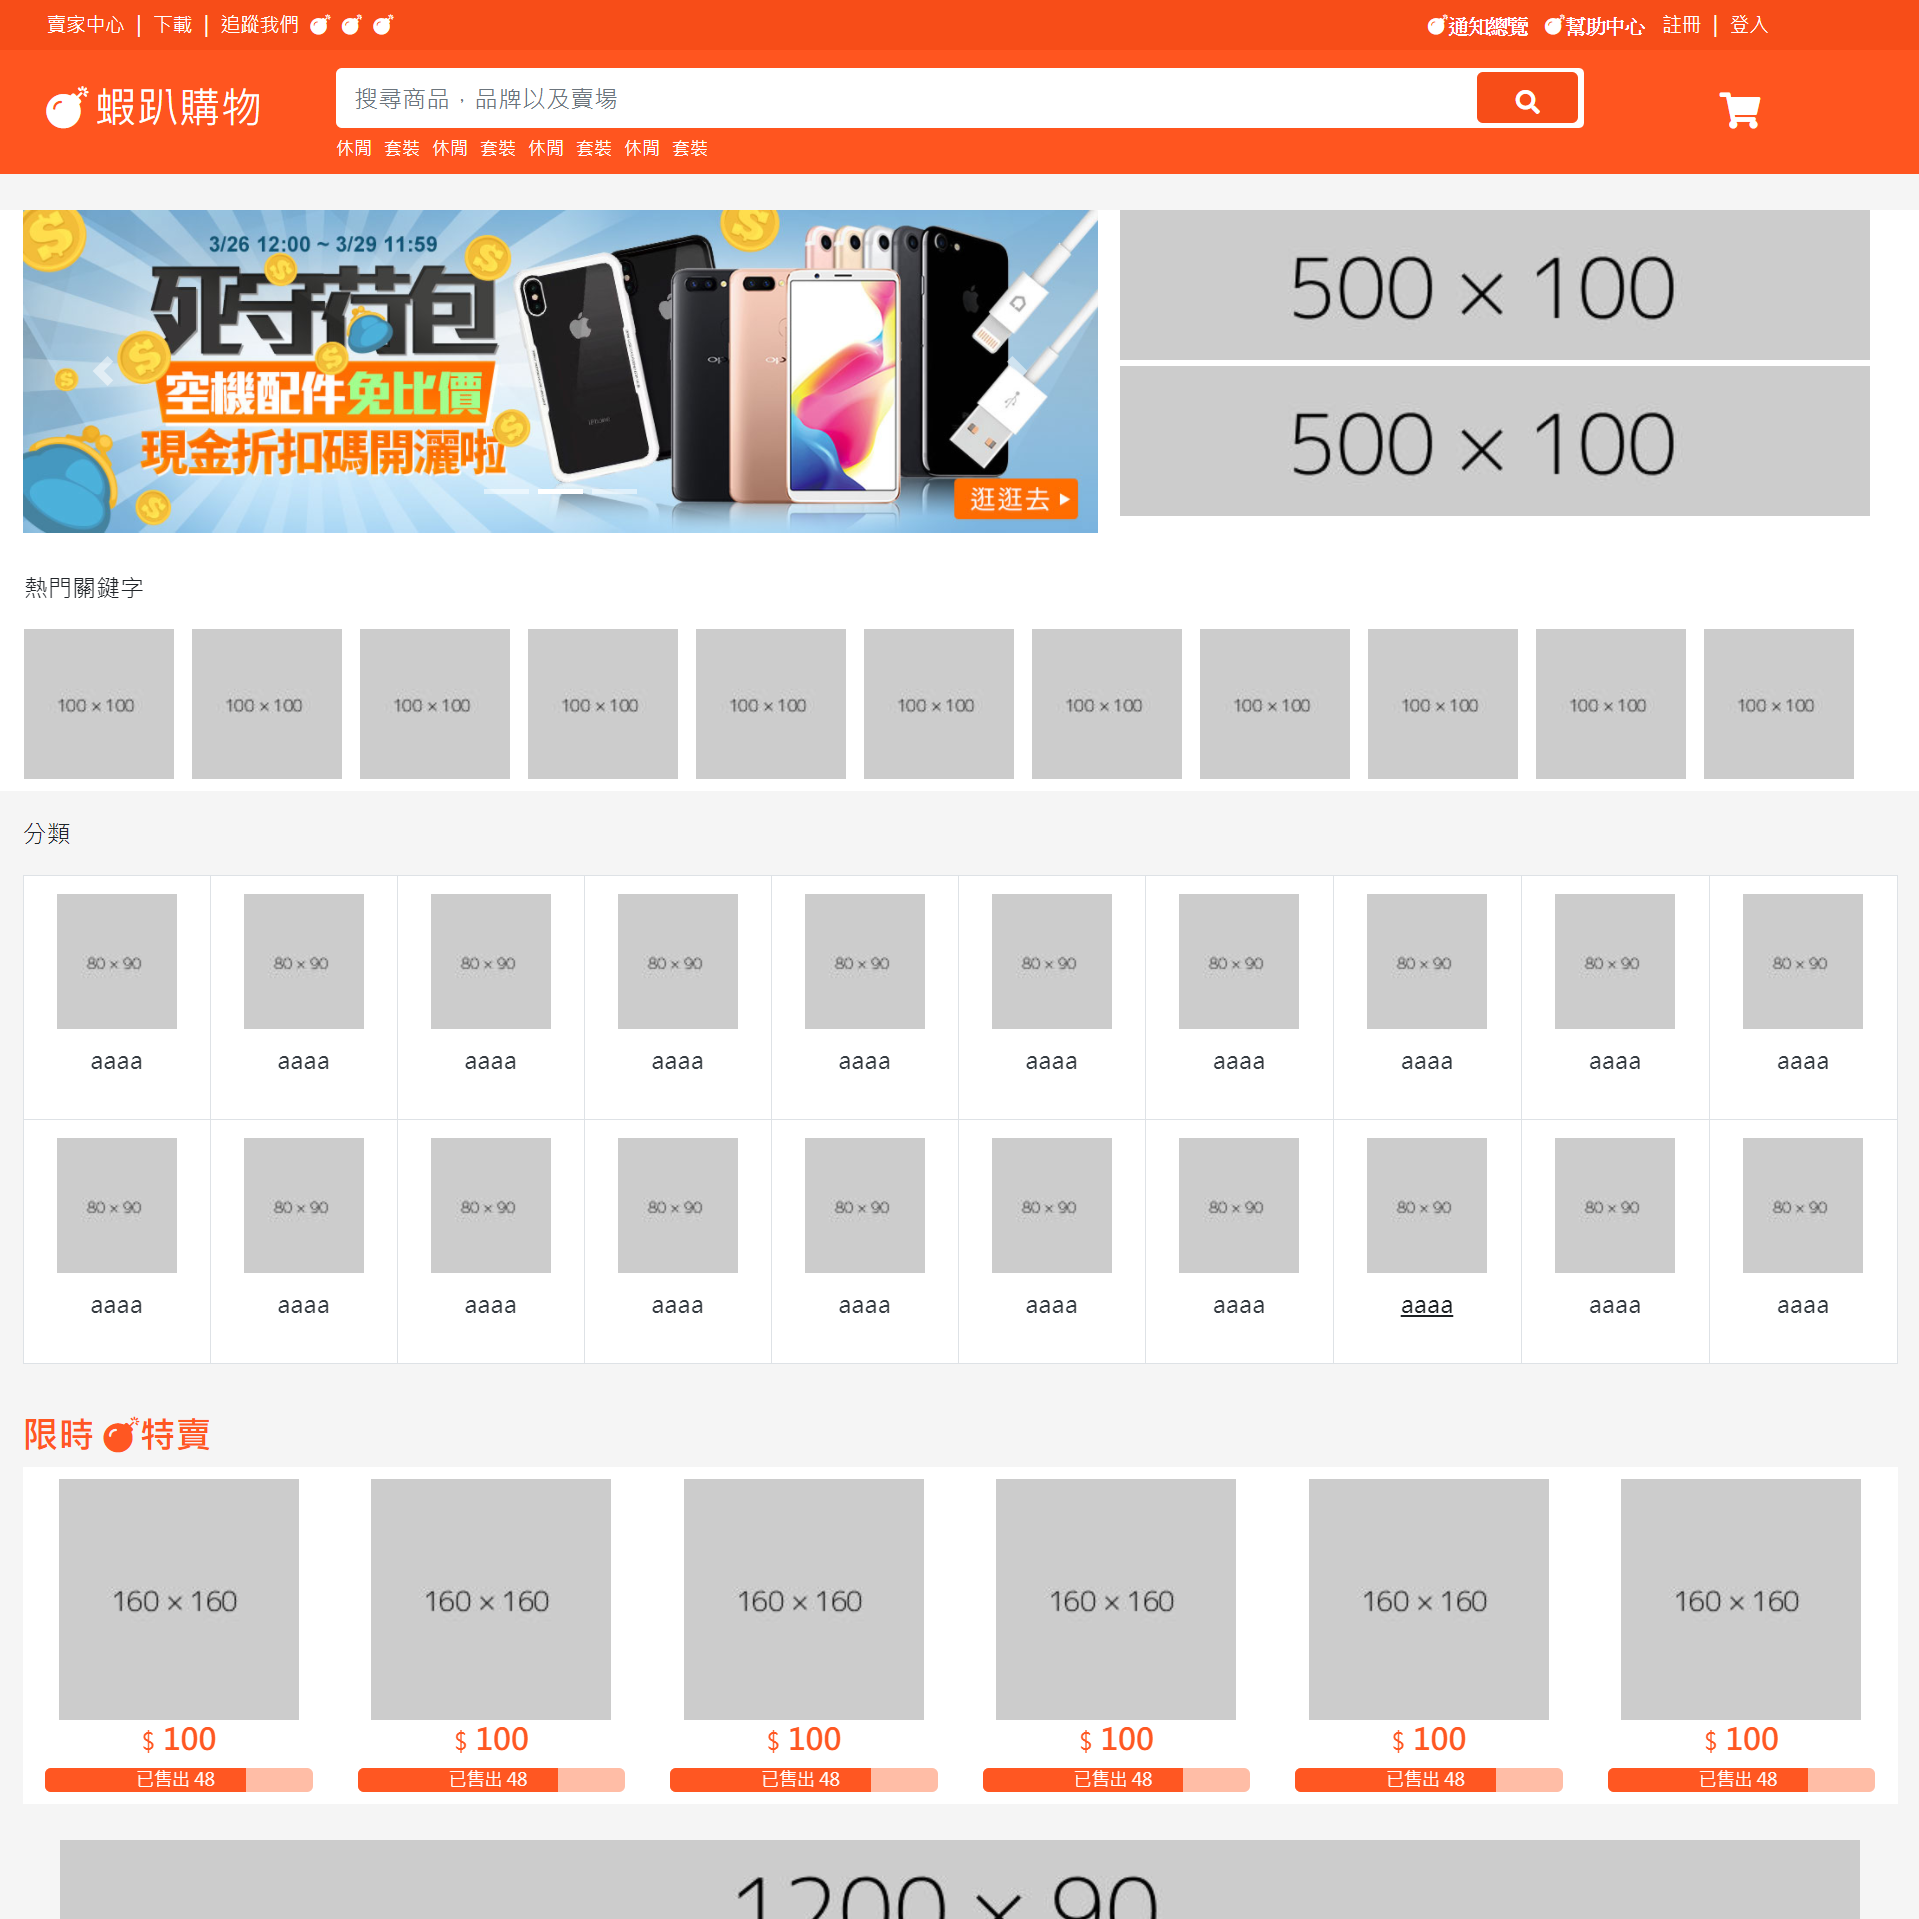 賣家中心 | 下載 | 追蹤我們
通知總覽 幫助中心 註冊 | 登入
蝦趴購物
搜尋商品，品牌以及賣場
休閒 套裝 休閒 套裝 休閒 套裝 休閒 套裝
3/26 12:00 ~ 3/29 11:59
死守荷包
空機配件免比價
現金折扣碼開灑啦
逛逛去
500 × 100
500 × 100
熱門關鍵字
100 × 100 100 × 100 100 × 100 100 × 100 100 × 100 100 × 100 100 × 100 100 × 100 100 × 100 100 × 100 100 × 100
分類
80 × 90 80 × 90 80 × 90 80 × 90 80 × 90 80 × 90 80 × 90 80 × 90 80 × 90 80 × 90
aaaa aaaa aaaa aaaa aaaa aaaa aaaa aaaa aaaa aaaa
80 × 90 80 × 90 80 × 90 80 × 90 80 × 90 80 × 90 80 × 90 80 × 90 80 × 90 80 × 90
aaaa aaaa aaaa aaaa aaaa aaaa aaaa aaaa aaaa aaaa
限時特賣
160 × 160 160 × 160 160 × 160 160 × 160 160 × 160 160 × 160
$ 100 $ 100 $ 100 $ 100 $ 100 $ 100
已售出 48 已售出 48 已售出 48 已售出 48 已售出 48 已售出 48
1200 × 90